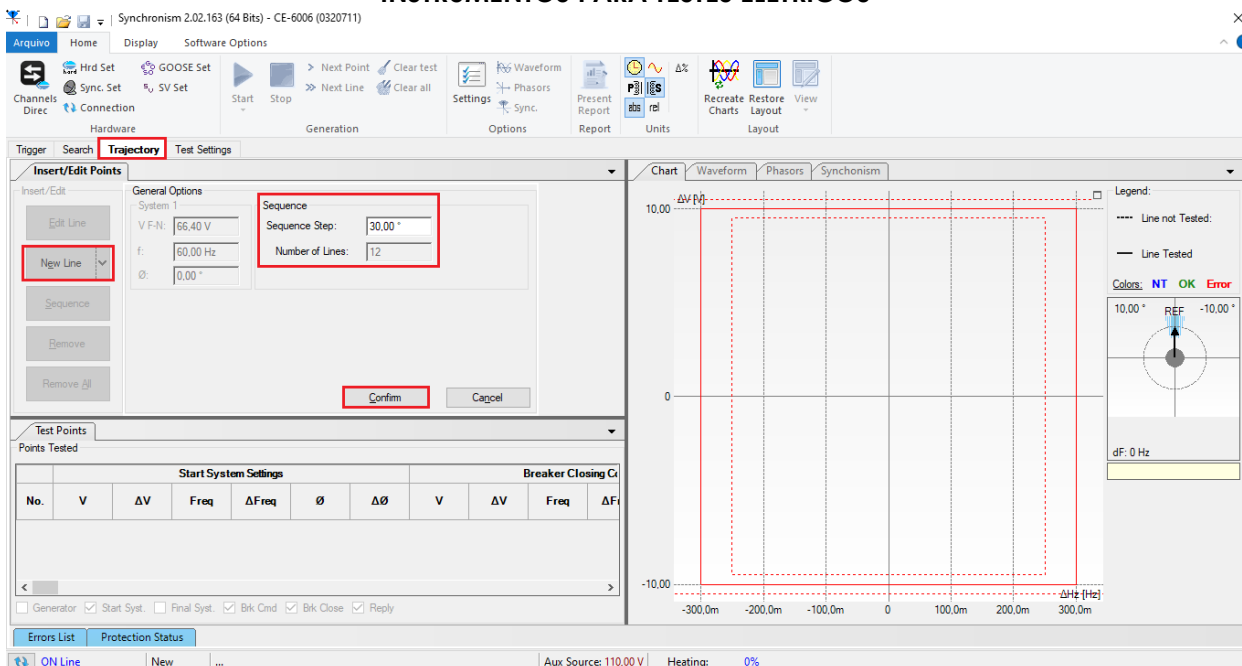 INSTRUMENTOS PARA TESTES ELÉTRICOS
Synchronism 2.02.163 (64 Bits) - CE-6006 (0320711)
Arquivo Home Display Software Options
Channels Direc
Hrd Set
Sync. Set
Connection
GOOSE Set
SV Set
Hardware
Start
Stop
> Next Point
>> Next Line
Clear test
Clear all
Generation
Settings
Waveform
Phasors
Sync.
Options
Present Report
Report
Δ%
abs rel
Units
Recreate Charts
Restore Layout
View
Layout
Trigger Search Trajectory Test Settings
Insert/Edit Points
Insert/Edit
Edit Line
New Line
Sequence
Remove
Remove All
General Options
System 1
V F-N: 66,40 V
f: 60,00 Hz
Ø: 0,00 °
Sequence
Sequence Step: 30,00 °
Number of Lines: 12
Confirm
Cancel
Test Points
Points Tested
Start System Settings
No. V ΔV Freq ΔFreq Ø ΔØ V ΔV Freq
Generator Start Syst. Final Syst. Brk Cmd Brk Close Reply
Chart Waveform Phasors Synchonism
ΔV [V]
10,00
0
-10,00
-300,0m -200,0m -100,0m 0 100,0m 200,0m 300,0m
ΔHz [Hz]
Legend:
Line not Tested:
Line Tested
Colors: NT OK Error
10,00 ° REF -10,00 °
dF: 0 Hz
Errors List Protection Status
ON Line New ... Aux Source: 110.00 V Heating: 0%